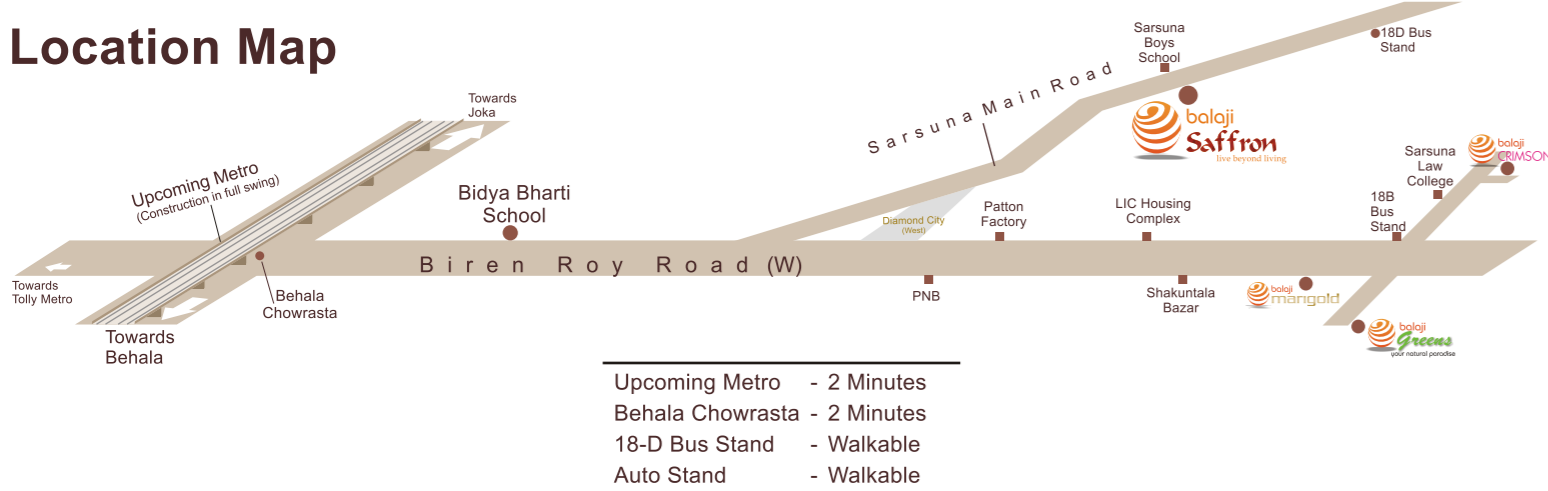 Location Map
Towards
Joka
Upcoming Metro
(Construction in full swing)
Bidya Bharti
School
Sarsuna Main Road
Sarsuna
Boys
School
18D Bus
Stand
balaji
Saffron
live beyond living
balaji
CRIMSON
Sarsuna
Law
College
18B
Bus
Stand
LIC Housing
Complex
Patton
Factory
Diamond City
(West)
Biren Roy Road (W)
Towards
Tolly Metro
Behala
Chowrasta
Towards
Behala
PNB
Shakuntala
Bazar
balaji
marigold
balaji
Greens
your natural paradise
Upcoming Metro - 2 Minutes
Behala Chowrasta - 2 Minutes
18-D Bus Stand - Walkable
Auto Stand - Walkable